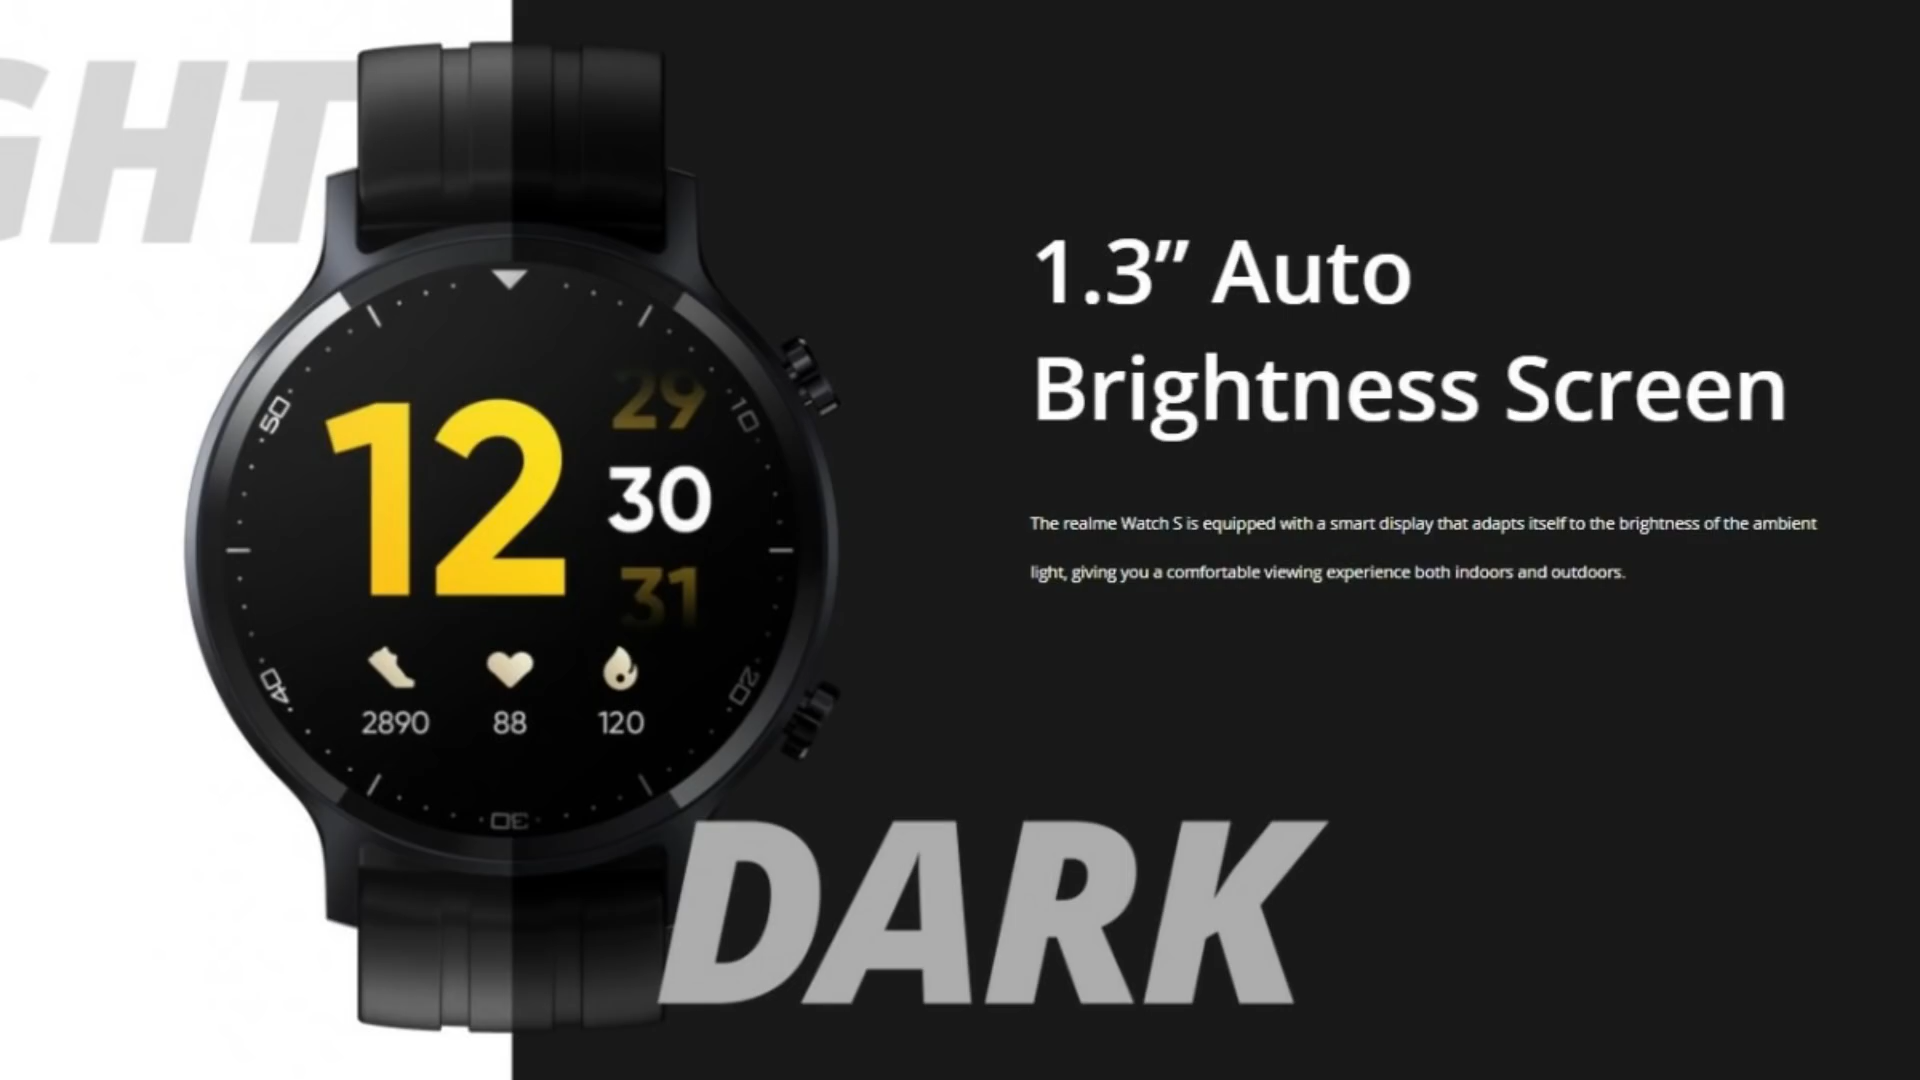 GHT
1.3” Auto
Brightness Screen
The realme Watch S is equipped with a smart display that adapts itself to the brightness of the ambient
light, giving you a comfortable viewing experience both indoors and outdoors.
50
10
12
29
30
31
40
20
2890 88 120
30
DARK